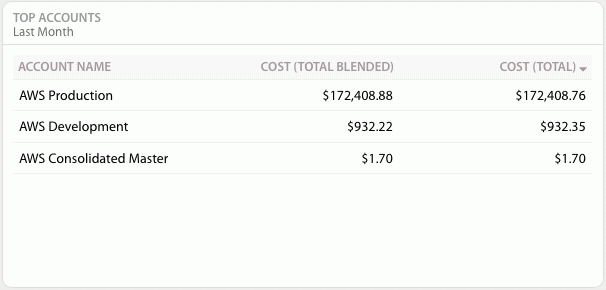 TOP ACCOUNTS
Last Month
ACCOUNT NAME COST (TOTAL BLENDED) COST (TOTAL)
AWS Production $172,408.88 $172,408.76
AWS Development $932.22 $932.35
AWS Consolidated Master $1.70 $1.70